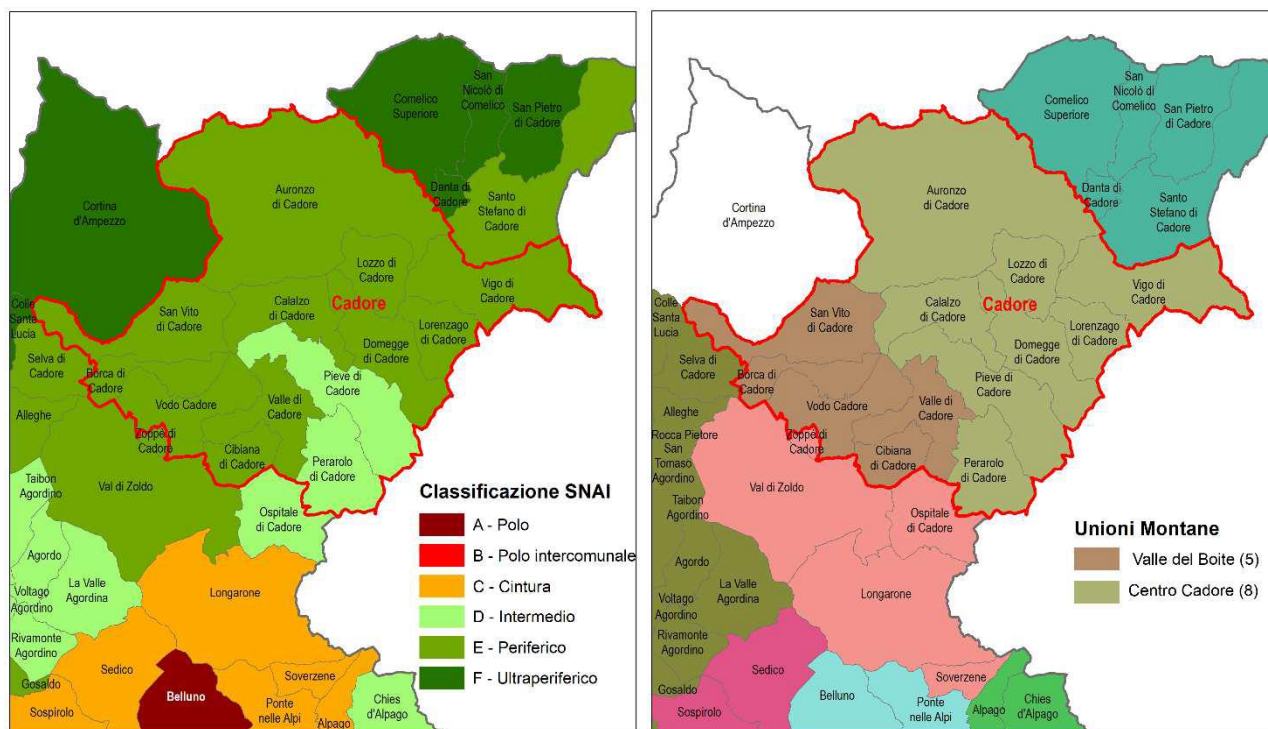 San
Nicolò di
Comelico
Comelico
Superiore
San Pietro
di Cadore
Danta di
Cadore
Santo
Stefano di
Cadore
Cortina
d'Ampezzo
Auronzo
di Cadore
Lozzo di
Cadore
Vigo di
Cadore
Cadore
Calalzo
di Cadore
San Vito
di Cadore
Colle
Santa
Lucia
Lorenzago
di Cadore
Domegge
di Cadore
Selva di
Cadore
Borca di
Cadore
Pieve di
Cadore
Vodo Cadore
Valle di
Cadore
Alleghe
Zoppè di
Cadore
Cibiana di
Cadore
Perarolo
di Cadore
Val di Zoldo
Taibon
Agordino
Ospitale
di Cadore
Agordo
La Valle
Agordina
Voltago
Agordino
Longarone
Rivamonte
Agordino
Sedico
Gosaldo
Sospirolo
Belluno
Soverzene
Ponte
nelle Alpi
Alpago
Chies
d'Alpago
Classificazione SNAI
A - Polo
B - Polo intercomunale
C - Cintura
D - Intermedio
E - Periferico
F - Ultraperiferico
San
Nicolò di
Comelico
Comelico
Superiore
San Pietro
di Cadore
Danta di
Cadore
Santo
Stefano di
Cadore
Cortina
d'Ampezzo
Auronzo
di Cadore
Lozzo di
Cadore
Vigo di
Cadore
Cadore
Calalzo
di Cadore
San Vito
di Cadore
Colle
Santa
Lucia
Lorenzago
di Cadore
Domegge
di Cadore
Selva di
Cadore
Borca di
Cadore
Pieve di
Cadore
Vodo Cadore
Valle di
Cadore
Alleghe
Rocca Pietore
San
Tomaso
Agordino
Zoppè di
Cadore
Cibiana di
Cadore
Perarolo
di Cadore
Val di Zoldo
Taibon
Agordino
Ospitale
di Cadore
Agordo
La Valle
Agordina
Voltago
Agordino
Longarone
Rivamonte
Agordino
Sedico
Gosaldo
Sospirolo
Belluno
Soverzene
Ponte
nelle Alpi
Alpago
Chies
d'Alpago
Unioni Montane
Valle del Boite (5)
Centro Cadore (8)